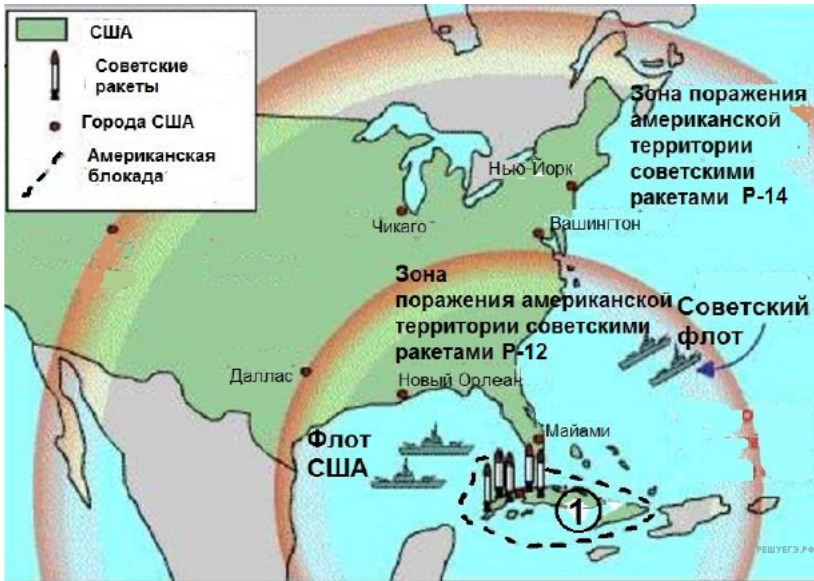 США
Советские
ракеты
Города США
Американская
блокада
Зона поражения
американской
территории
советскими
ракетами Р-14
Нью-Йорк
Чикаго
Вашингтон
Зона
поражения американской
территории советскими
ракетами Р-12
Советский
флот
Даллас
Новый Орлеан
Майами
Флот
США
1
РЕШУЕГЭ.РФ